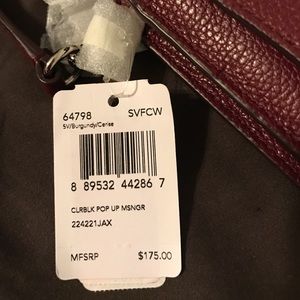 64798 SVFCW
SV/Burgundy/Cerise
8 89532 44286 7
CLRBLK POP UP MSNGR
224221JAX
MFSRP $175.00